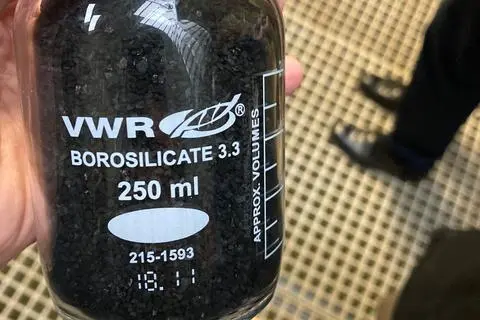 VWR ®
BOROSILICATE 3.3
250 ml
215-1593
18.11
APPROX. VOLUMES